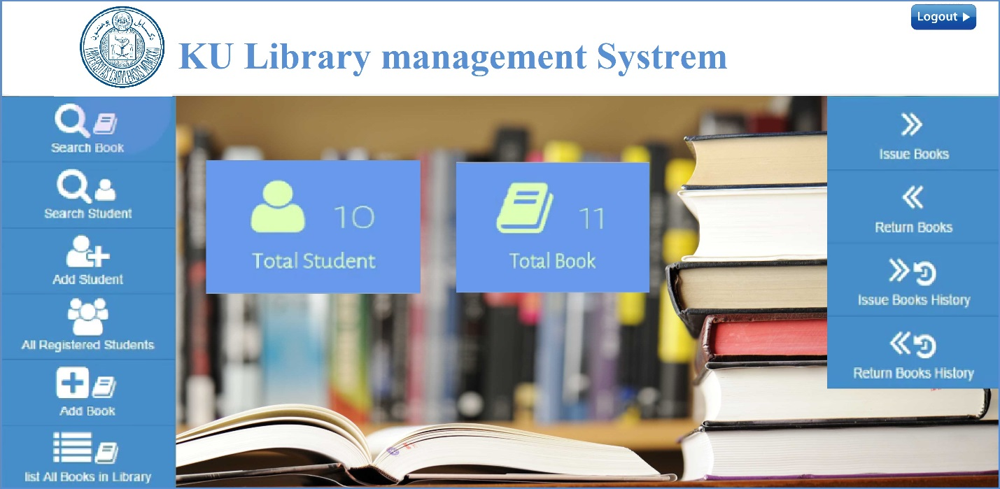 Logout
KU Library management Systrem
Search Book
Search Student
Add Student
All Registered Students
Add Book
list All Books in Library
10
Total Student
11
Total Book
Issue Books
Return Books
Issue Books History
Return Books History